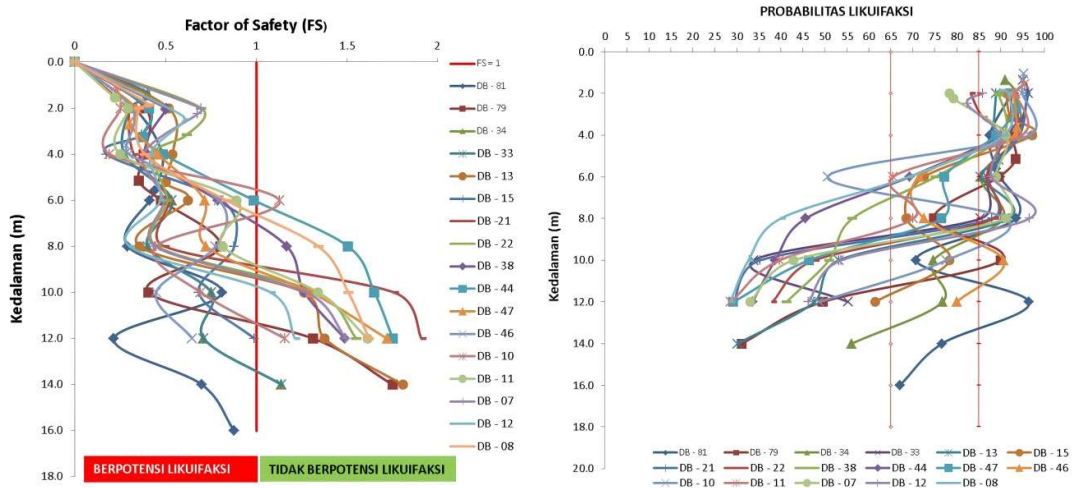 Factor of Safety (FS)
0 0.5 1 1.5 2
Kedalaman (m)
0.0
2.0
4.0
6.0
8.0
10.0
12.0
14.0
16.0
18.0
FS = 1
DB - 81
DB - 79
DB - 34
DB - 33
DB - 13
DB - 15
DB -21
DB - 22
DB - 38
DB - 44
DB - 47
DB - 46
DB - 10
DB - 11
DB - 07
DB - 12
DB - 08
BERPOTENSI LIKUIFAKSI
TIDAK BERPOTENSI LIKUIFAKSI
PROBABILITAS LIKUIFAKSI
0 5 10 15 20 25 30 35 40 45 50 55 60 65 70 75 80 85 90 95 100
Kedalaman (m)
0.0
2.0
4.0
6.0
8.0
10.0
12.0
14.0
16.0
18.0
20.0
DB - 81 DB - 79 DB - 34 DB - 33 DB - 13 DB - 15
DB - 21 DB - 22 DB - 38 DB - 44 DB - 47 DB - 46
DB - 10 DB - 11 DB - 07 DB - 12 DB - 08